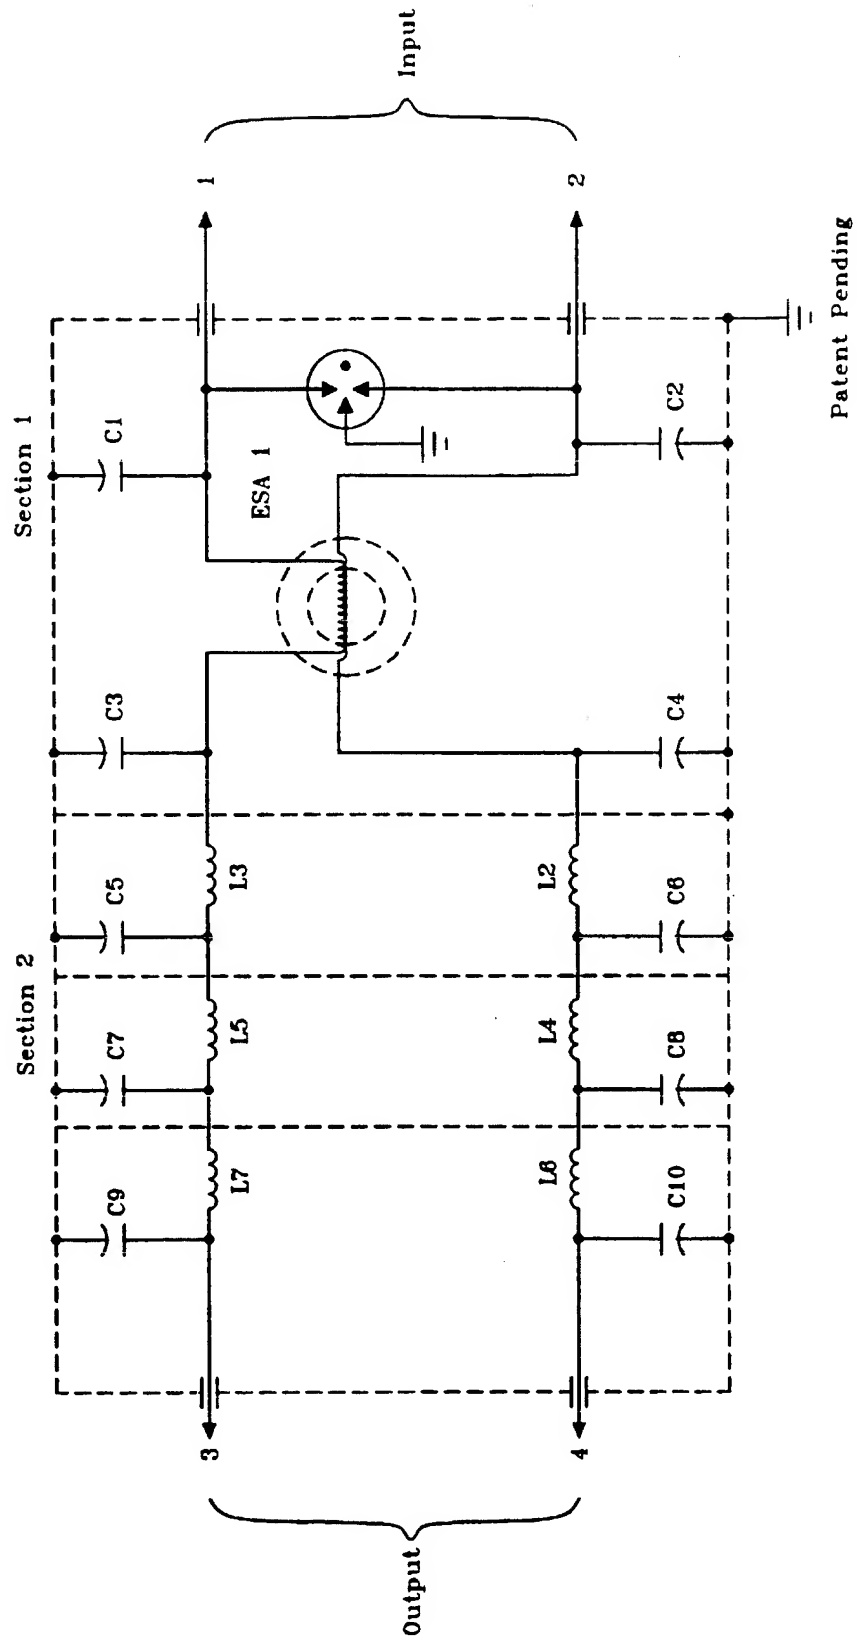 Input
1
2
Patent Pending
Section 1
C1
ESA 1
C2
C3
C4
C5
L3
L2
C6
Section 2
C7
L5
L4
C8
C9
L7
L6
C10
3
4
Output